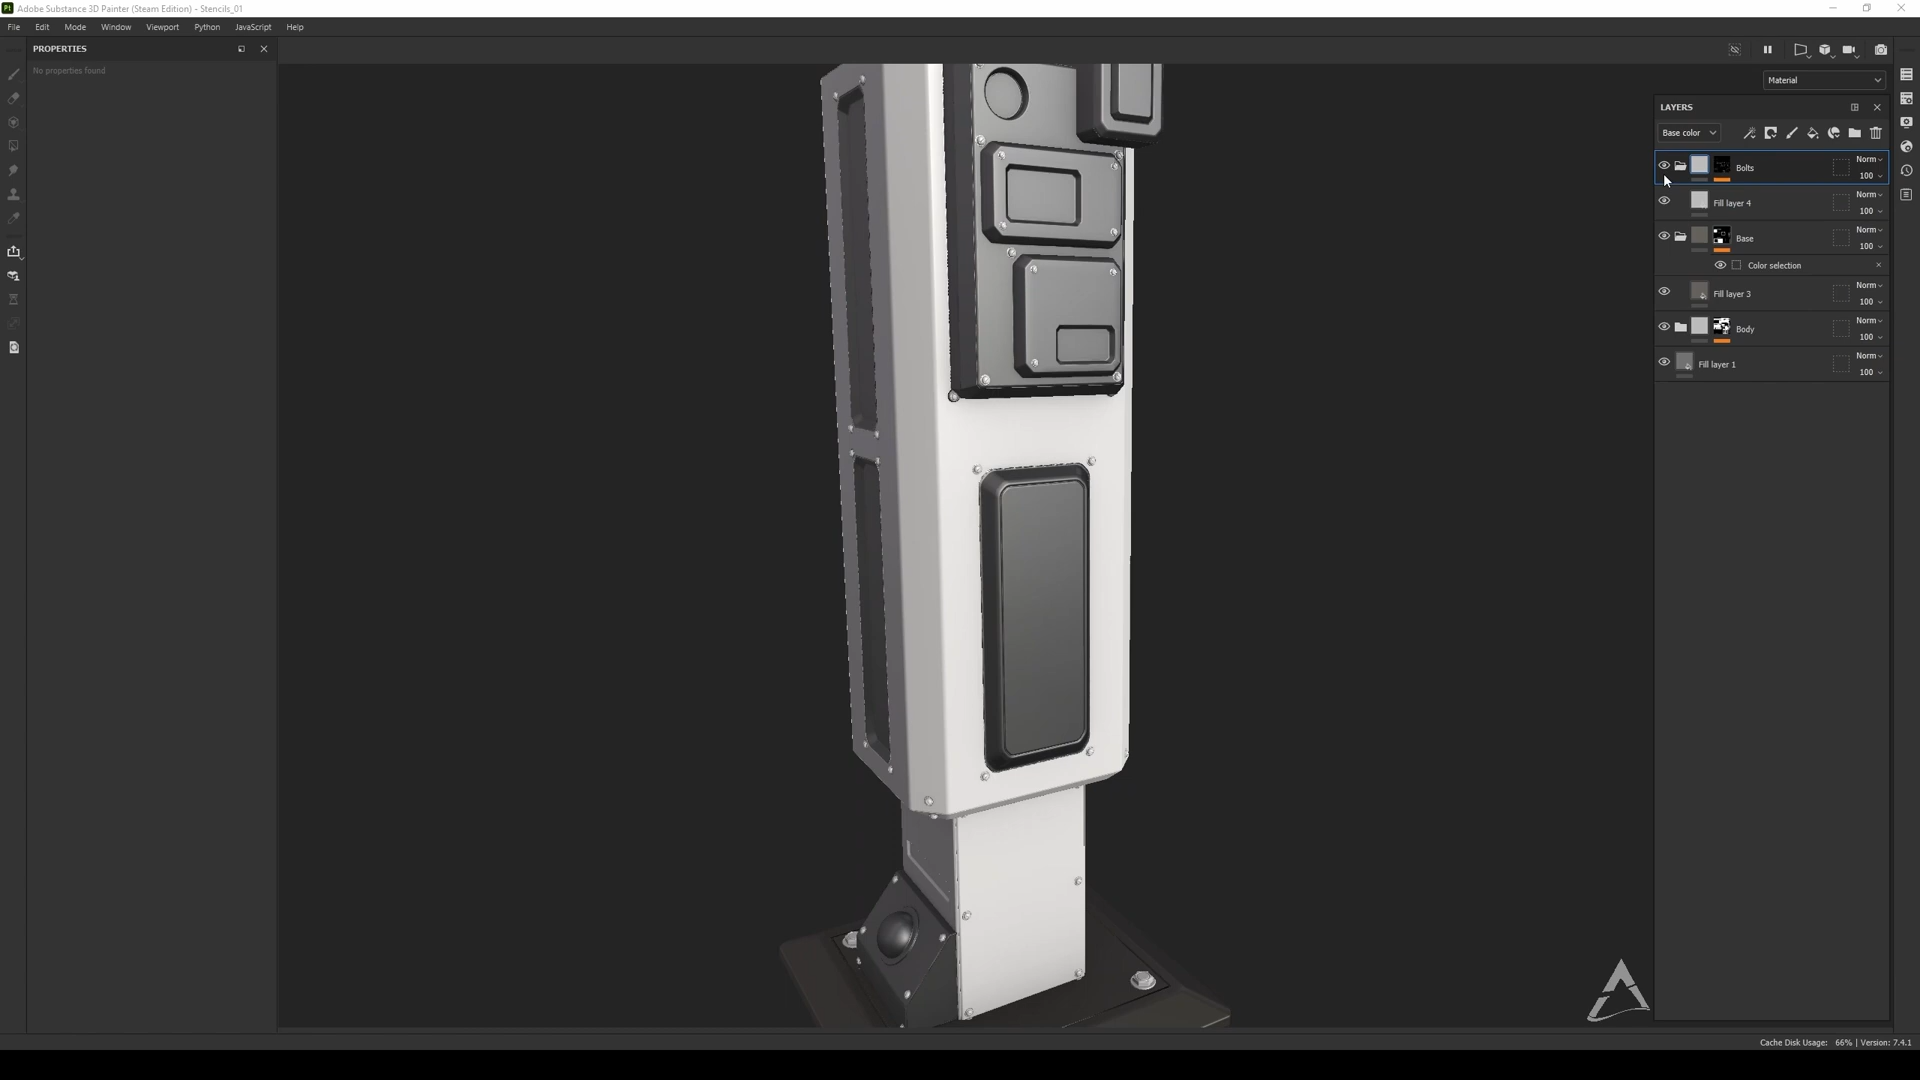 Pt Adobe Substance 3D Painter (Steam Edition) - Stencils_01
File Edit Mode Window Viewport Python JavaScript Help
PROPERTIES
No properties found
Material
LAYERS
Base color
Bolts Norm 100
Fill layer 4 Norm 100
Base Norm 100
Color selection
Fill layer 3 Norm 100
Body Norm 100
Fill layer 1 Norm 100
Cache Disk Usage: 66% | Version: 7.4.1